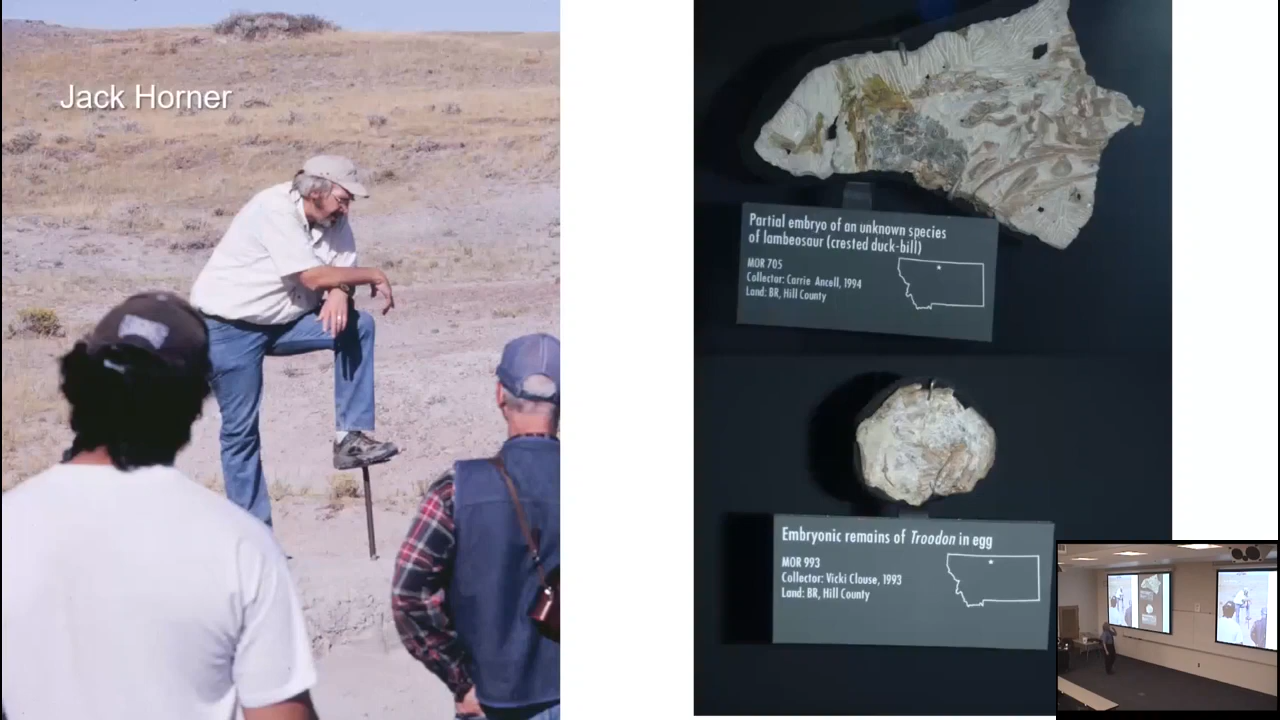 Jack Horner
Partial embryo of an unknown species
of lambeosaur (crested duck-bill)
MOR 705
Collector: Carrie Ancell, 1994
Land: BR, Hill County
Embryonic remains of Troodon in egg
MOR 993
Collector: Vicki Clouse, 1993
Land: BR, Hill County